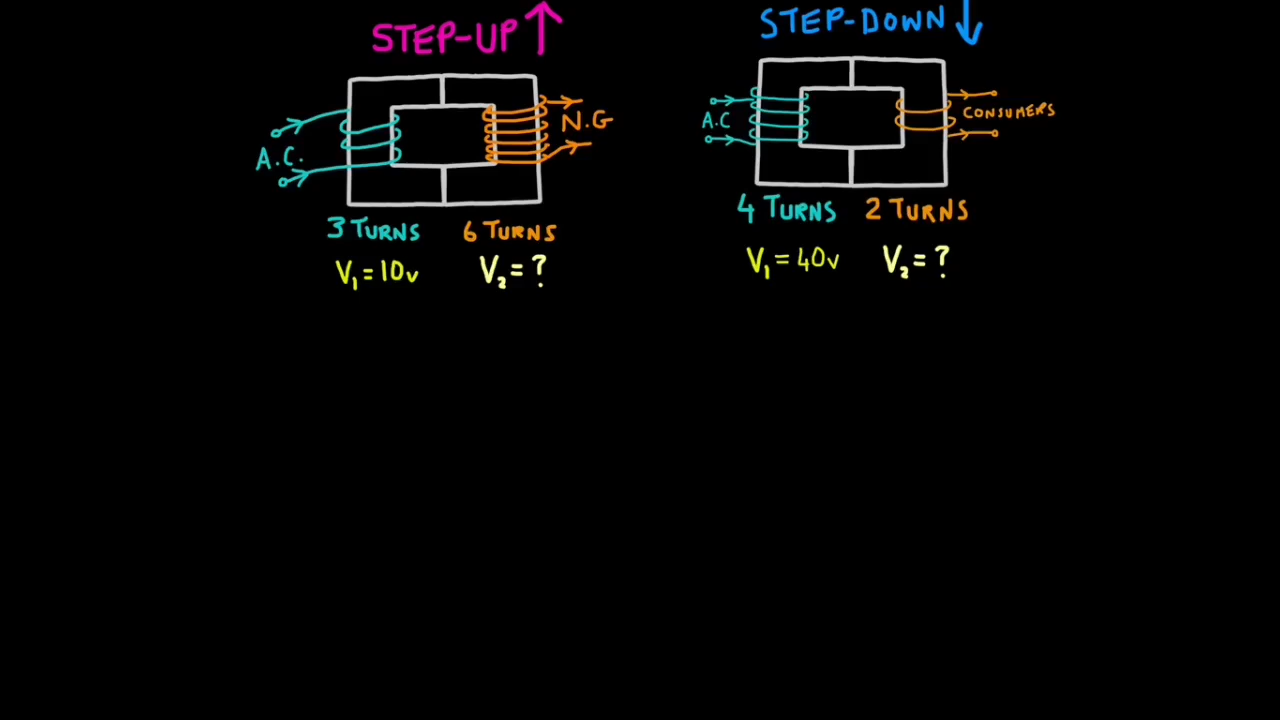 STEP-UP
A.C.
N.G
3 TURNS 6 TURNS
V₁ = 10v V₂ = ?
STEP-DOWN
A.C
CONSUMERS
4 TURNS 2 TURNS
V₁ = 40v V₂ = ?